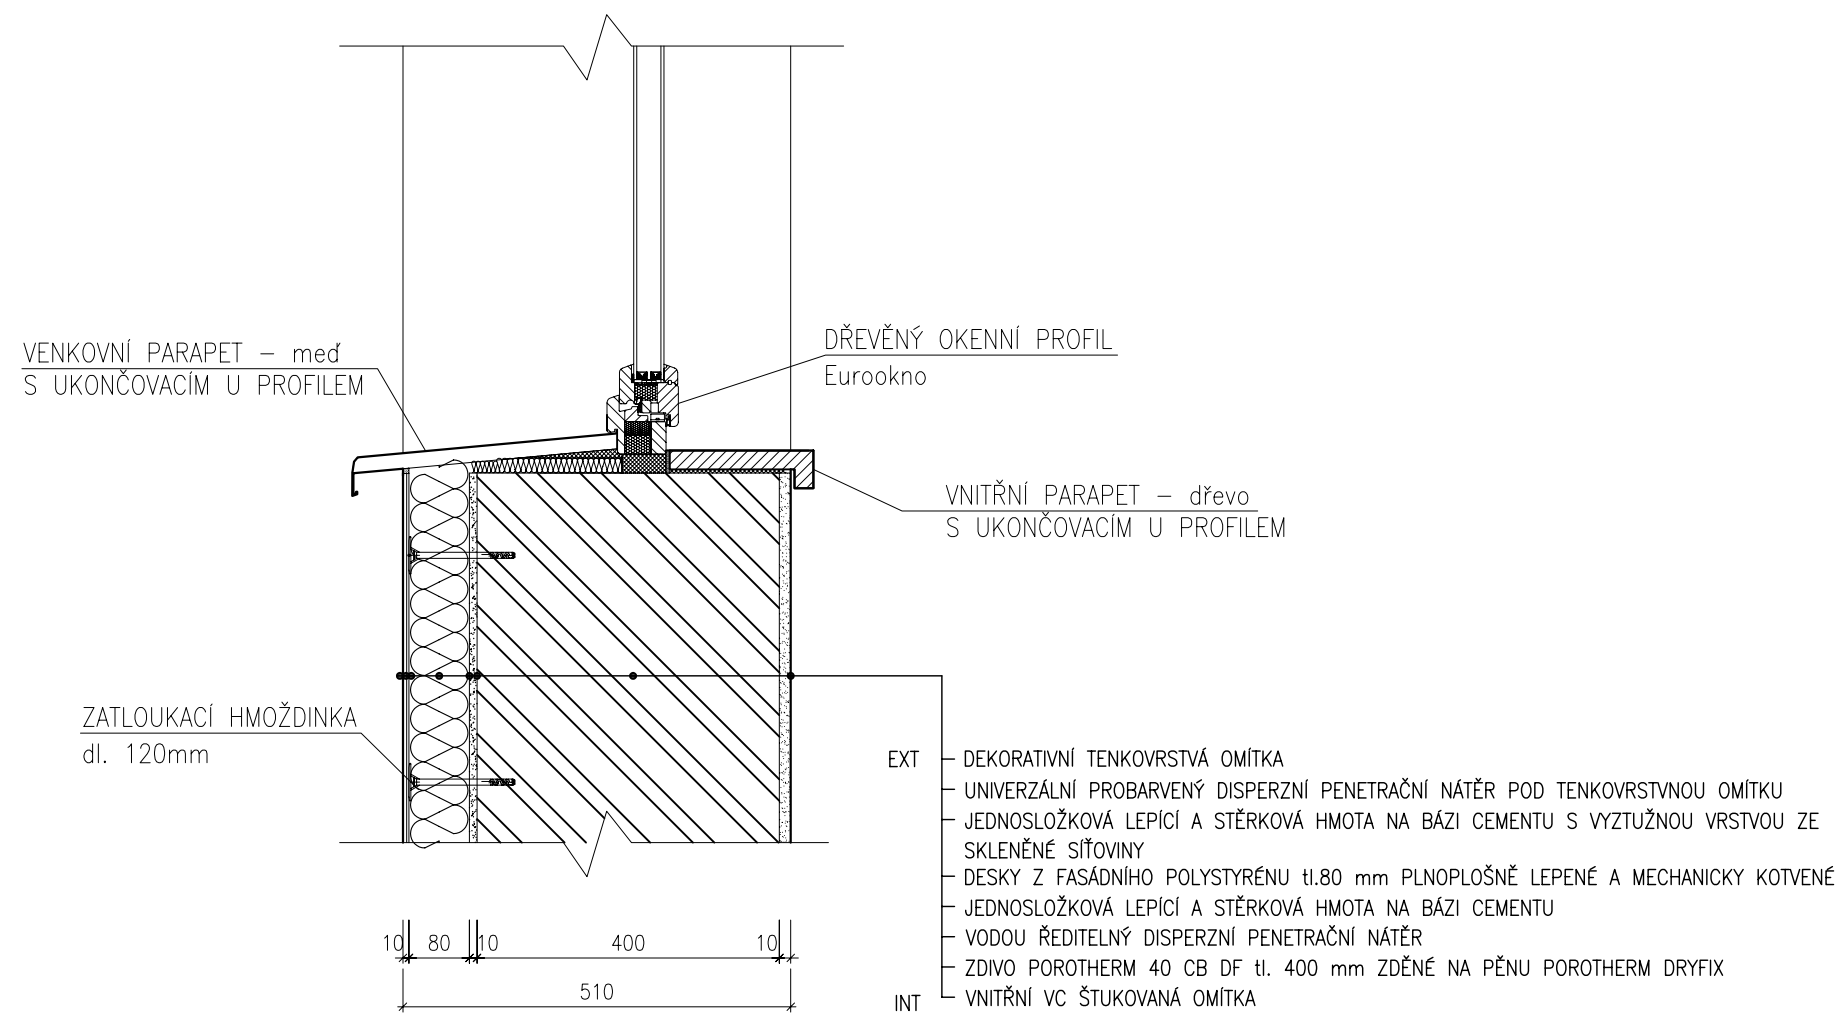 VENKOVNÍ PARAPET – meď
S UKONČOVACÍM U PROFILEM
DŘEVĚNÝ OKENNÍ PROFIL
Eurookno
VNITŘNÍ PARAPET – dřevo
S UKONČOVACÍM U PROFILEM
ZATLOUKACÍ HMOŽDINKA
dl. 120mm
EXT
DEKORATIVNÍ TENKOVRSTVÁ OMÍTKA
UNIVERZÁLNÍ PROBARVENÝ DISPERZNÍ PENETRAČNÍ NÁTĚR POD TENKOVRSTVNOU OMÍTKU
JEDNOSLOŽKOVÁ LEPÍCÍ A STĚRKOVÁ HMOTA NA BÁZI CEMENTU S VYZTUŽNOU VRSTVOU ZE
SKLENĚNÉ SÍŤOVINY
DESKY Z FASÁDNÍHO POLYSTYRÉNU tl.80 mm PLNOPLOŠNĚ LEPENÉ A MECHANICKY KOTVENÉ
JEDNOSLOŽKOVÁ LEPÍCÍ A STĚRKOVÁ HMOTA NA BÁZI CEMENTU
VODOU ŘEDITELNÝ DISPERZNÍ PENETRAČNÍ NÁTĚR
ZDIVO POROTHERM 40 CB DF tl. 400 mm ZDĚNÉ NA PĚNU POROTHERM DRYFIX
INT
VNITŘNÍ VC ŠTUKOVANÁ OMÍTKA
10 80 10 400 10
510